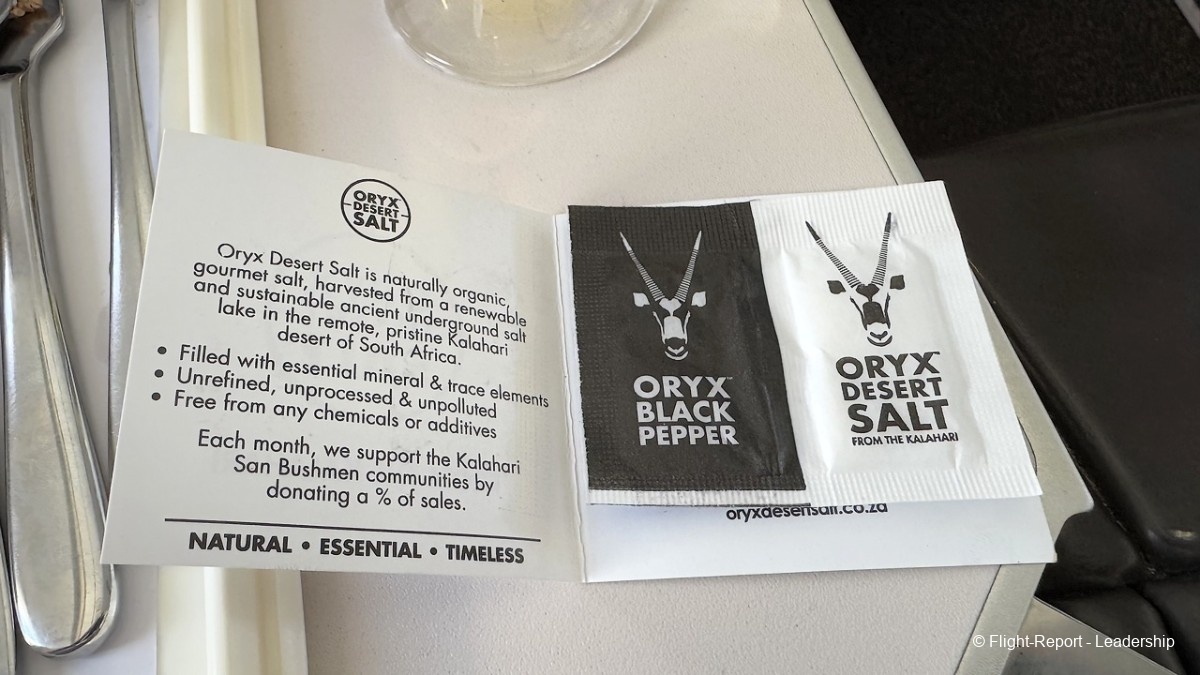 ORYX
DESERT
SALT
Oryx Desert Salt is naturally organic,
gourmet salt, harvested from a renewable
and sustainable ancient underground salt
lake in the remote, pristine Kalahari
desert of South Africa.
• Filled with essential mineral & trace elements
• Unrefined, unprocessed & unpolluted
• Free from any chemicals or additives
Each month, we support the Kalahari
San Bushmen communities by
donating a % of sales.
NATURAL • ESSENTIAL • TIMELESS
ORYX™
BLACK
PEPPER
ORYX™
DESERT
SALT
FROM THE KALAHARI
oryxdesertsalt.co.za
© Flight-Report - Leadership